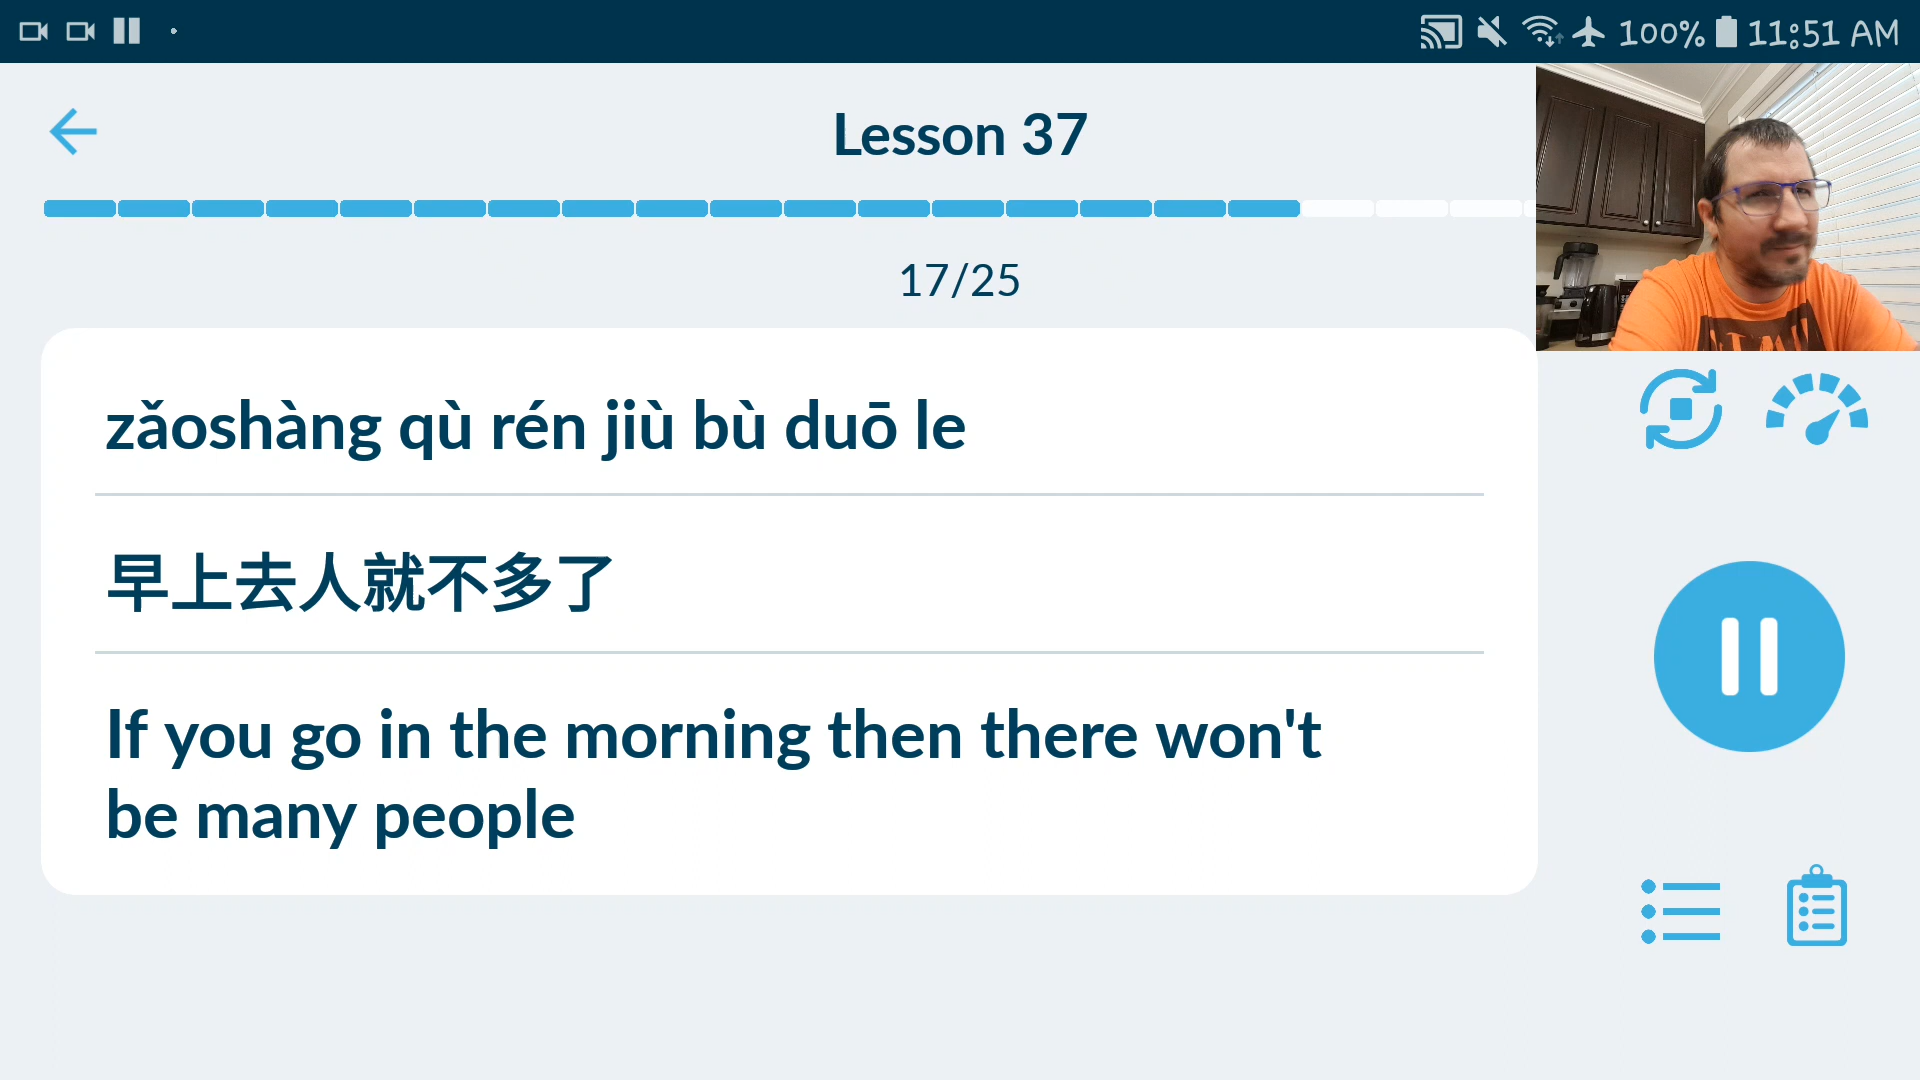 100% 11:51 AM
Lesson 37
17/25
zǎoshàng qù rén jiù bù duō le
早上去人就不多了
If you go in the morning then there won't
be many people